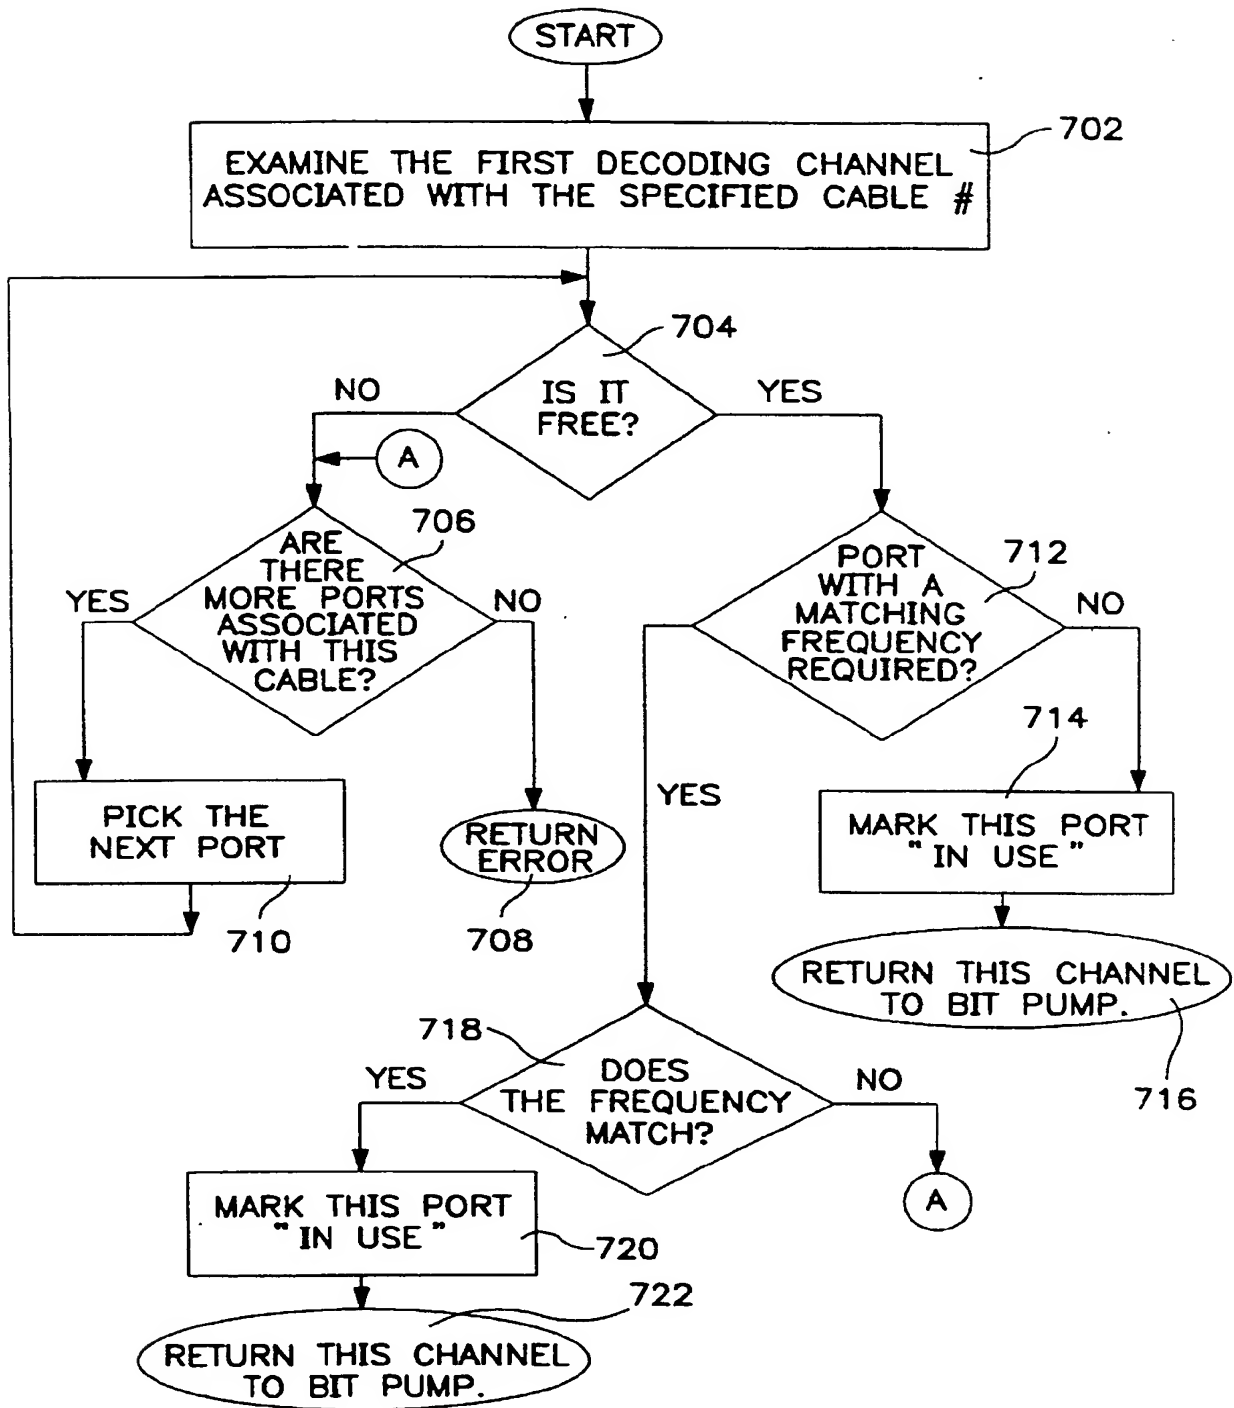 START
702
EXAMINE THE FIRST DECODING CHANNEL
ASSOCIATED WITH THE SPECIFIED CABLE #
704
IS IT
FREE?
NO
YES
A
706
ARE
THERE
MORE PORTS
ASSOCIATED
WITH THIS
CABLE?
YES
NO
712
PORT
WITH A
MATCHING
FREQUENCY
REQUIRED?
NO
YES
714
PICK THE
NEXT PORT
710
RETURN
ERROR
708
MARK THIS PORT
"IN USE"
RETURN THIS CHANNEL
TO BIT PUMP.
716
718
DOES
THE FREQUENCY
MATCH?
YES
NO
A
MARK THIS PORT
"IN USE"
720
722
RETURN THIS CHANNEL
TO BIT PUMP.